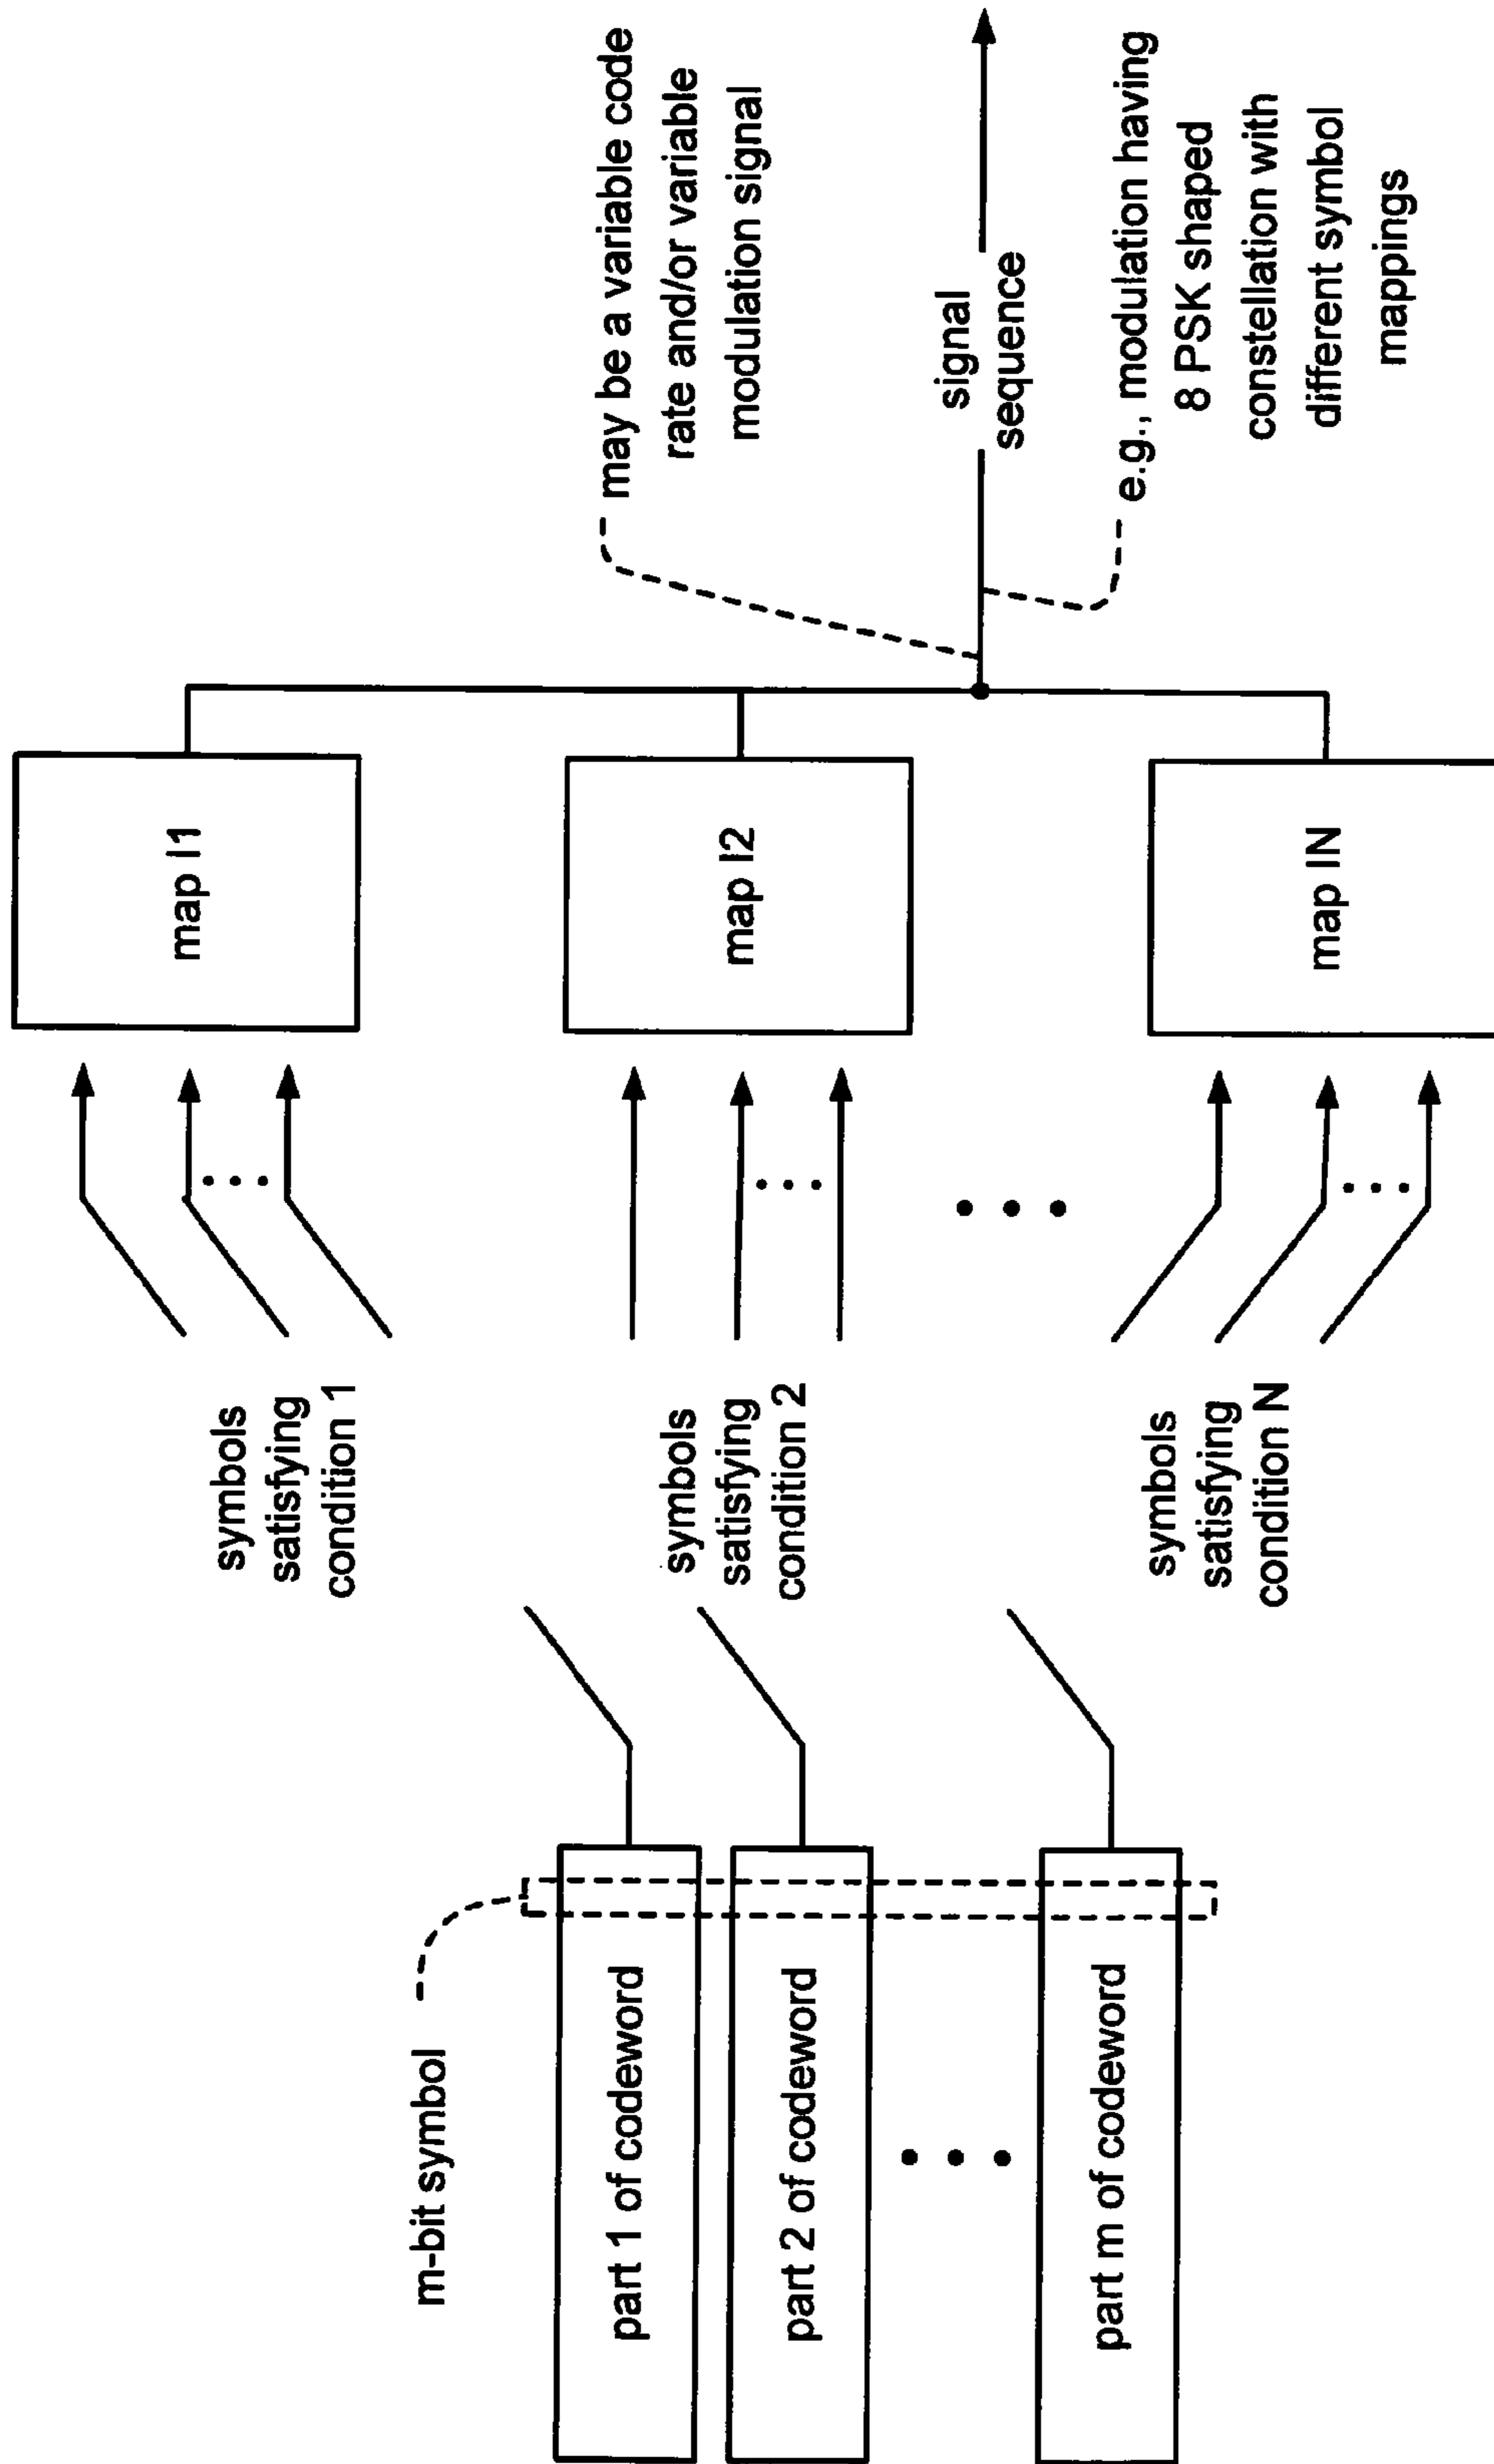 m-bit symbol
part 1 of codeword
part 2 of codeword
part m of codeword
symbols
satisfying
condition 1
symbols
satisfying
condition 2
symbols
satisfying
condition N
map I1
map I2
map IN
may be a variable code
rate and/or variable
modulation signal
signal
sequence
e.g., modulation having
8 PSK shaped
constellation with
different symbol
mappings